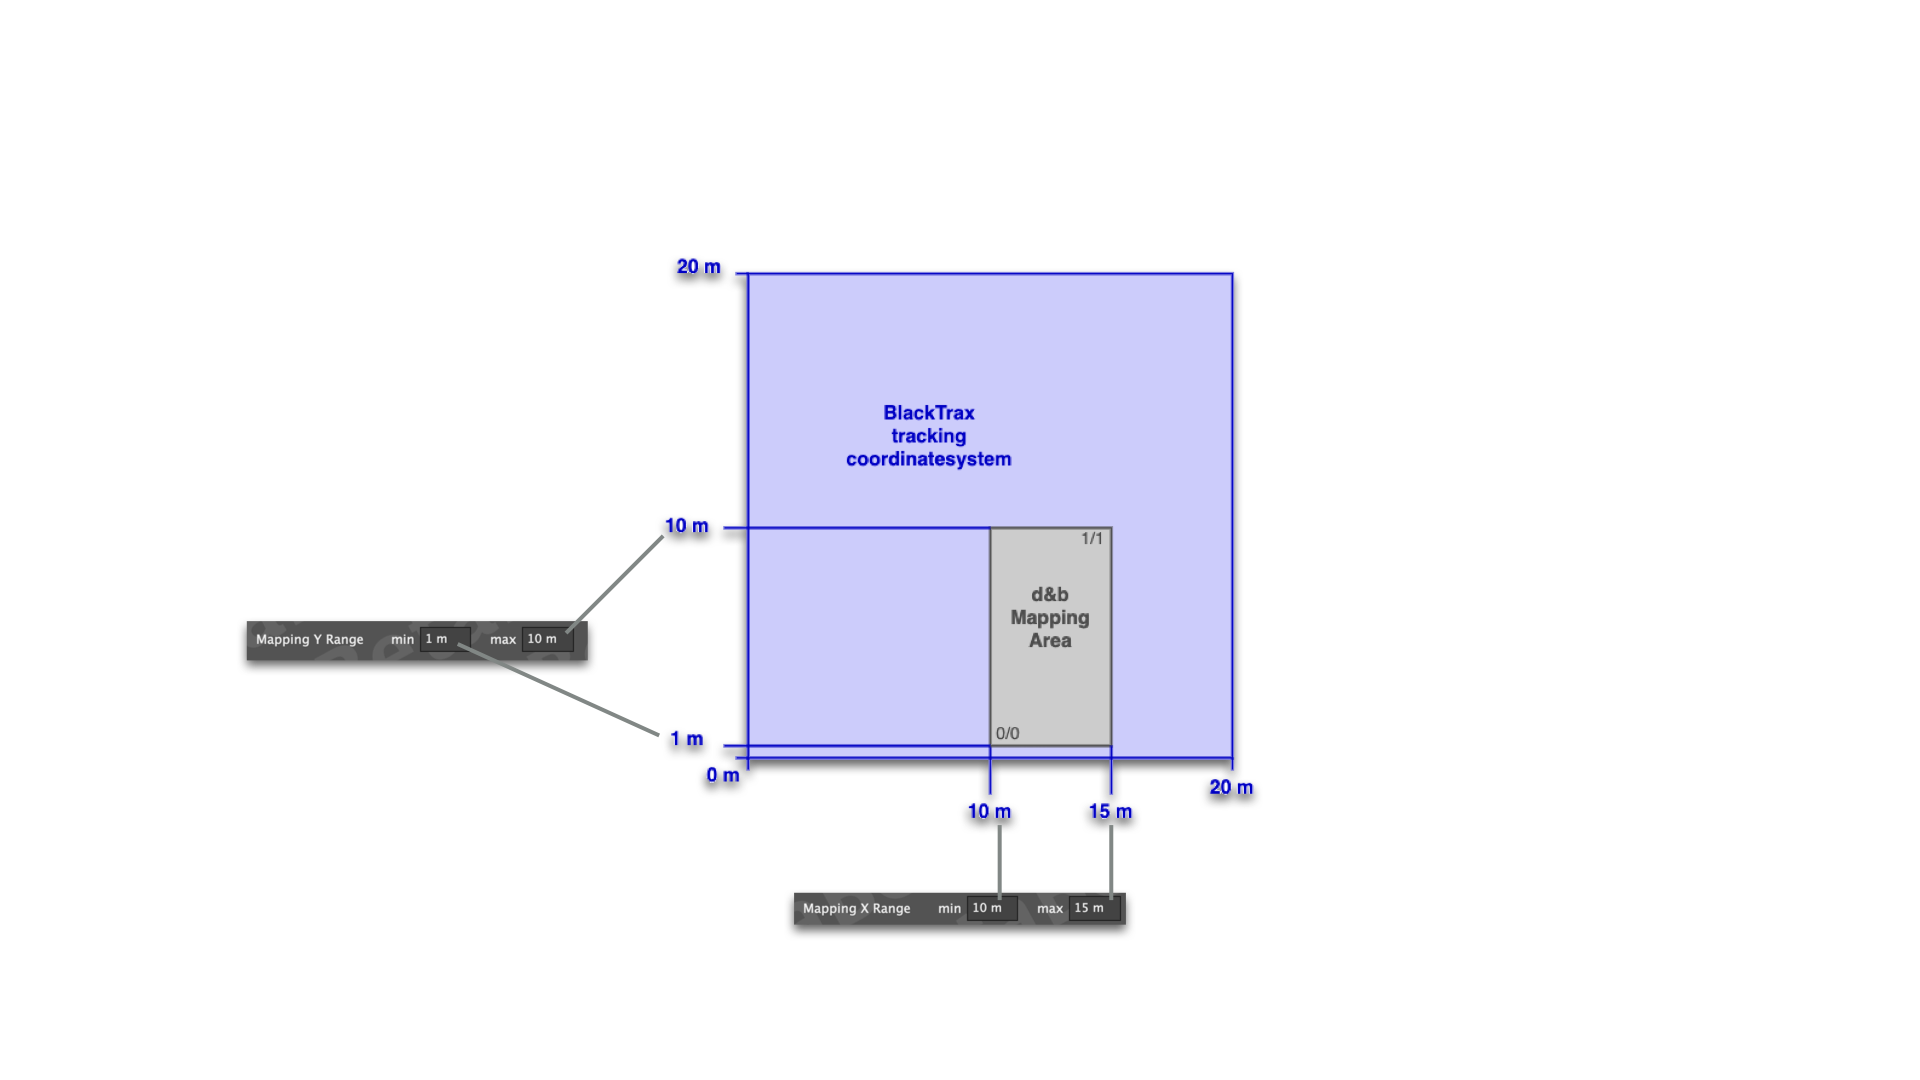 20 m
BlackTrax
tracking
coordinatesystem
10 m
1/1
d&b
Mapping
Area
Mapping Y Range min 1 m max 10 m
0/0
1 m
0 m
20 m
10 m
15 m
Mapping X Range min 10 m max 15 m